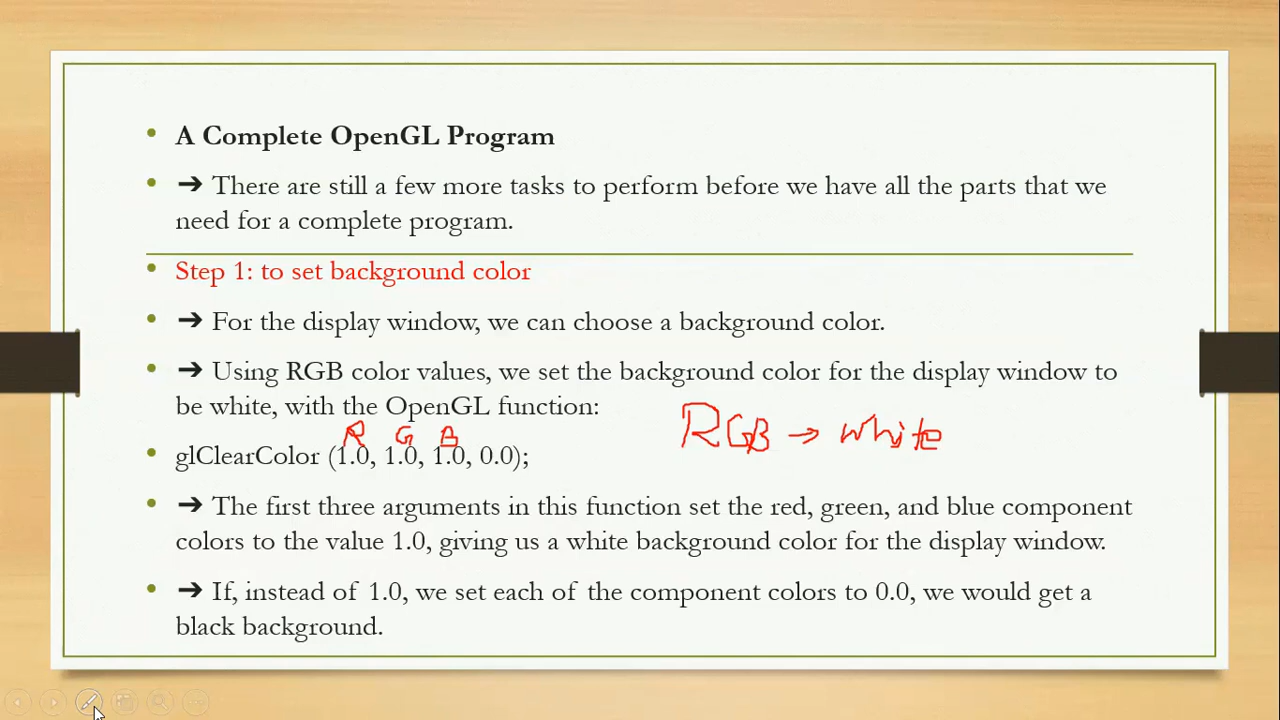 • A Complete OpenGL Program
• ➔ There are still a few more tasks to perform before we have all the parts that we
need for a complete program.
• Step 1: to set background color
• ➔ For the display window, we can choose a background color.
• ➔ Using RGB color values, we set the background color for the display window to
be white, with the OpenGL function:
R G B
RGB → white
• glClearColor (1.0, 1.0, 1.0, 0.0);
• ➔ The first three arguments in this function set the red, green, and blue component
colors to the value 1.0, giving us a white background color for the display window.
• ➔ If, instead of 1.0, we set each of the component colors to 0.0, we would get a
black background.